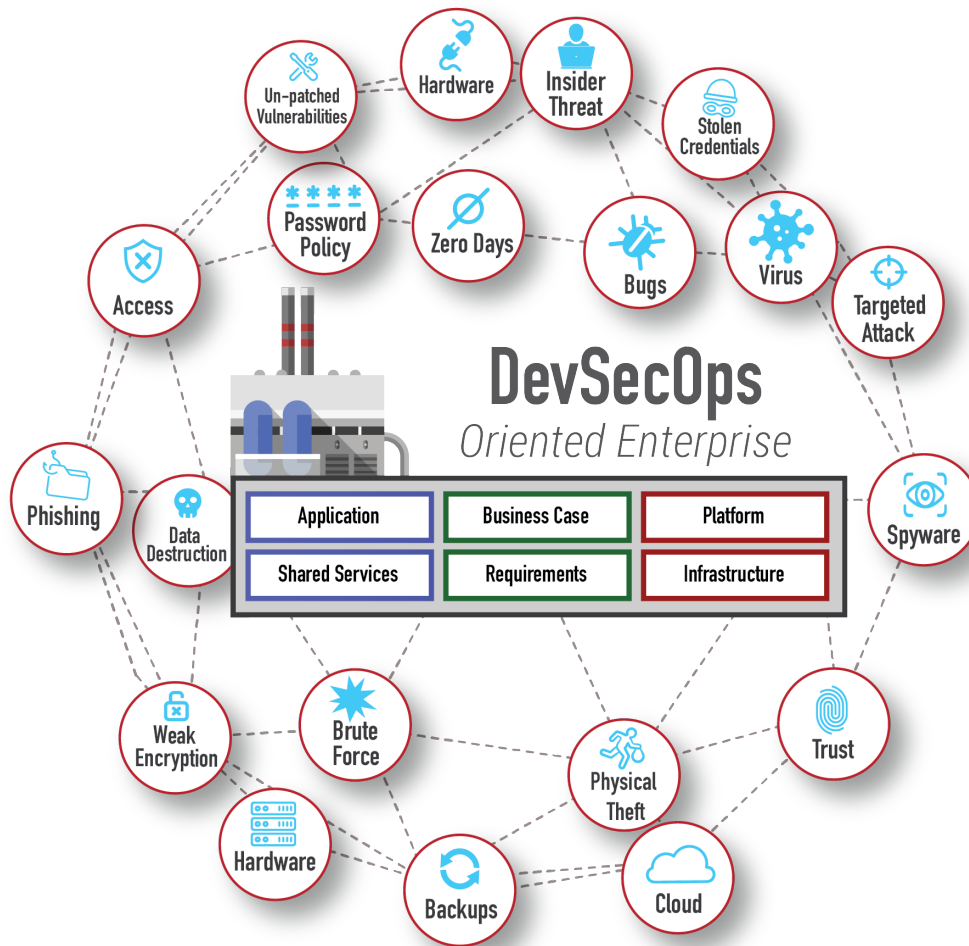 Hardware
Insider
Threat
Un-patched
Vulnerabilities
Stolen
Credentials
****
Password
Policy
Zero Days
Bugs
Virus
Access
Targeted
Attack
DevSecOps
Oriented Enterprise
Phishing
Data
Destruction
Application
Business Case
Platform
Shared Services
Requirements
Infrastructure
Spyware
Weak
Encryption
Brute
Force
Physical
Theft
Trust
Hardware
Backups
Cloud